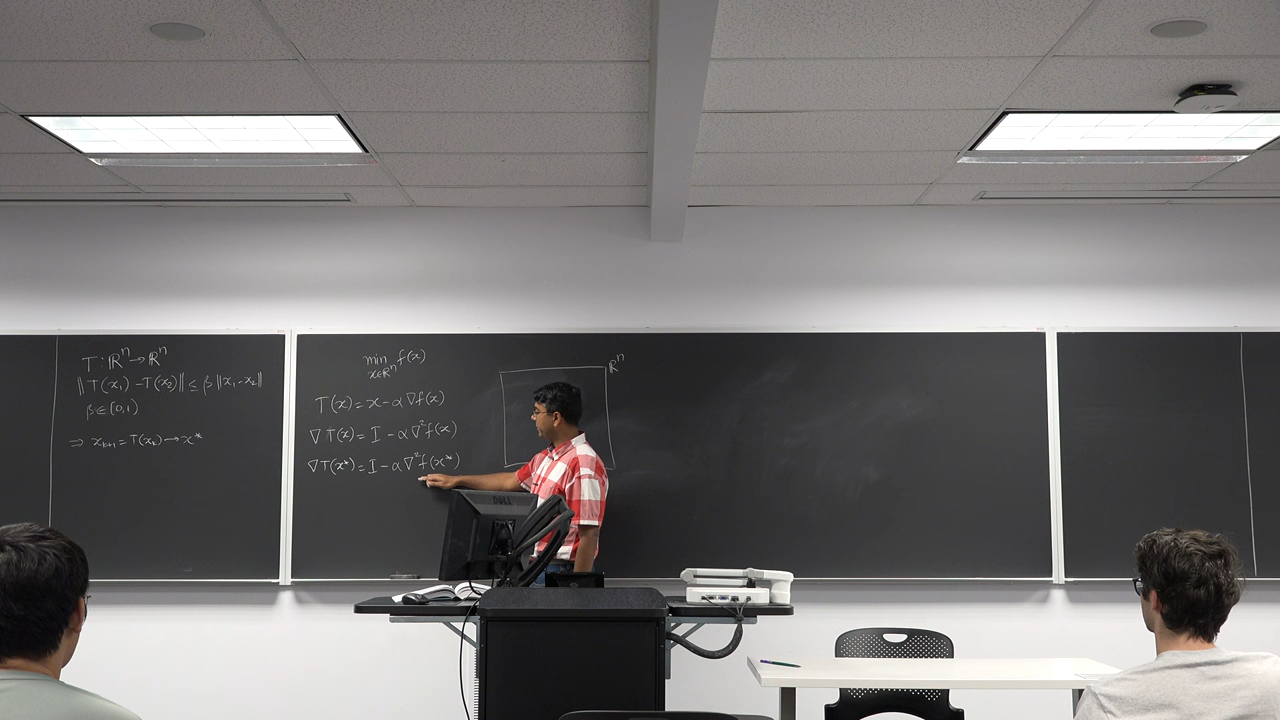 T : ℝⁿ → ℝⁿ
‖T(x₁) - T(x₂)‖ ≤ β ‖x₁ - x₂‖
β ∈ [0,1)
⇒ xₖ₊₁ = T(xₖ) → x*
min f(x)
x∈ℝⁿ
T(x) = x - α∇f(x)
∇T(x) = I - α∇²f(x)
∇T(x*) = I - α∇²f(x*)
ℝⁿ
DELL